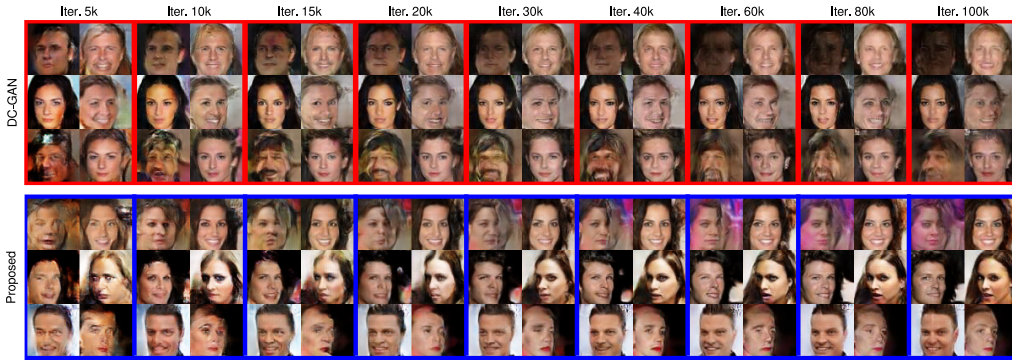 Iter. 5k Iter. 10k Iter. 15k Iter. 20k Iter. 30k Iter. 40k Iter. 60k Iter. 80k Iter. 100k
DC-GAN
Proposed